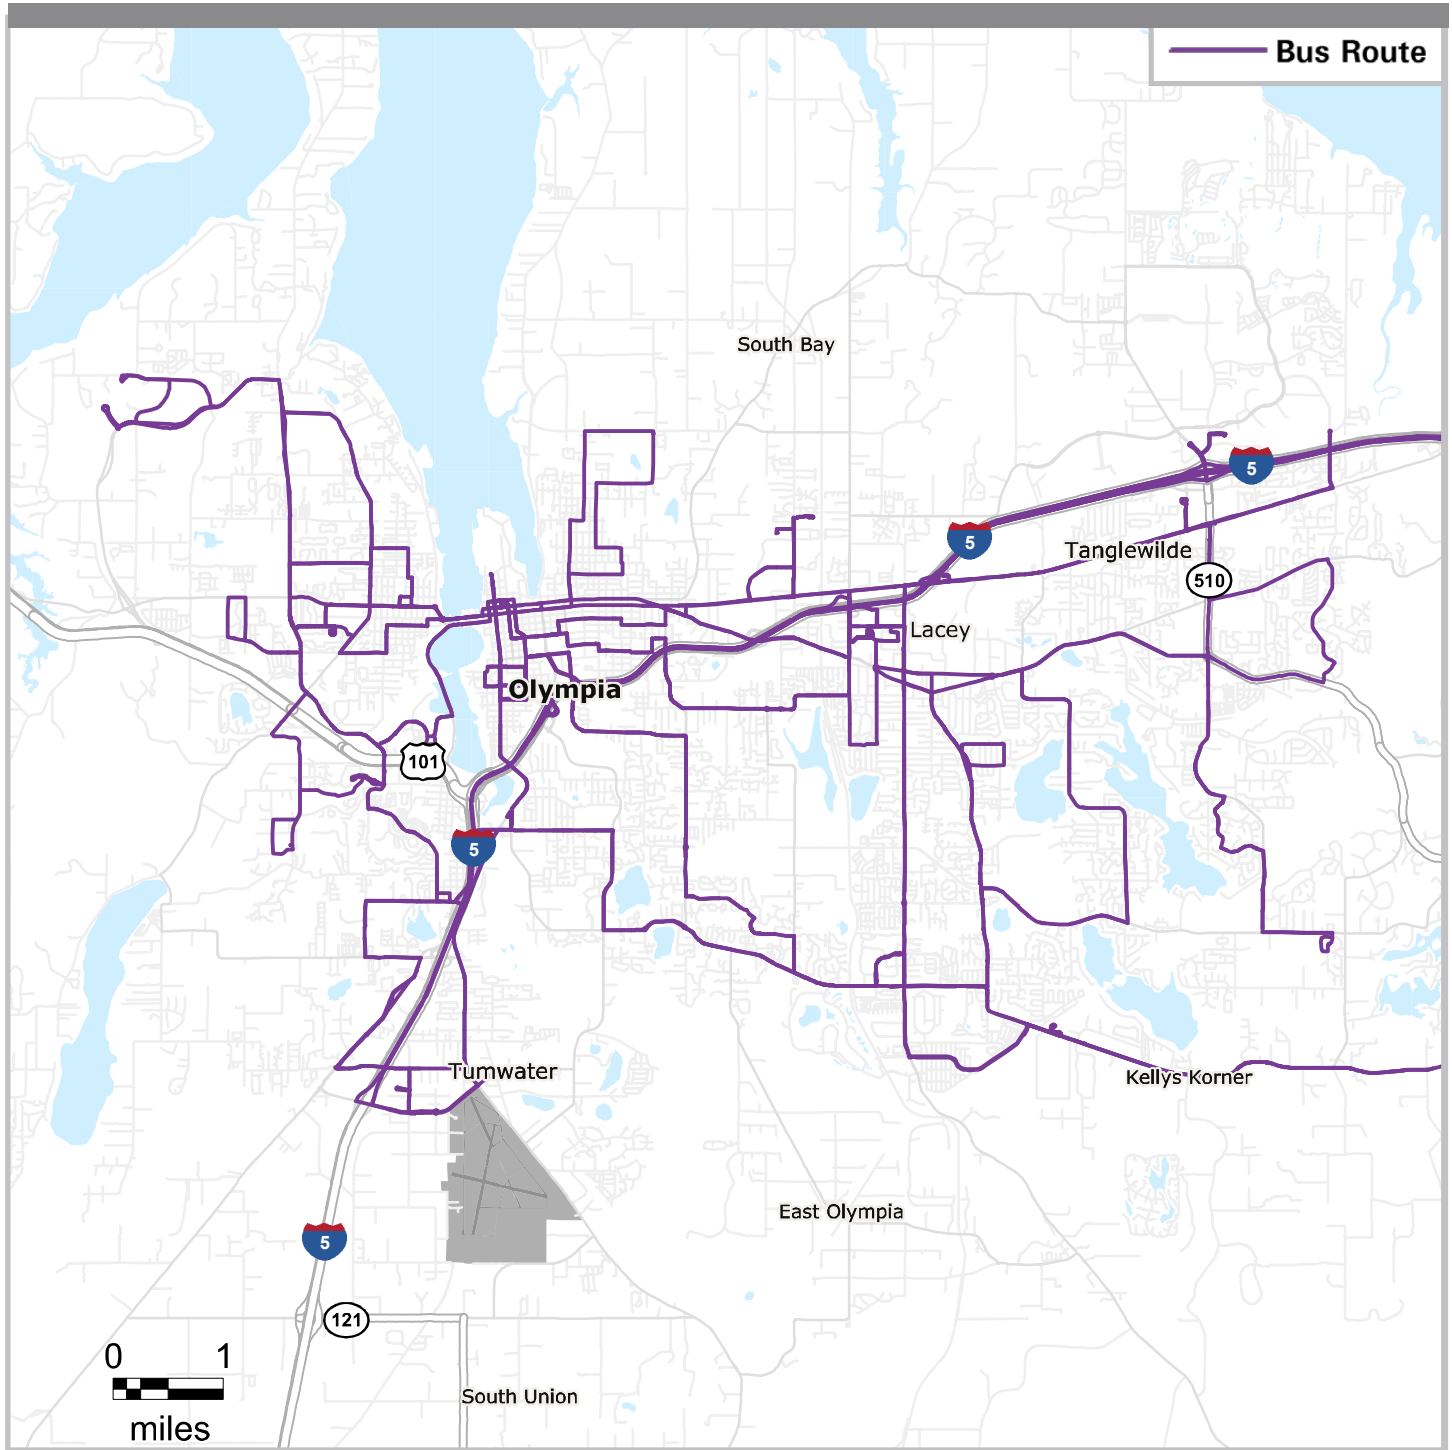 Bus Route
South Bay
5
5
Tanglewilde
510
Lacey
Olympia
101
5
Tumwater
Kellys Korner
East Olympia
5
121
0 1
miles
South Union